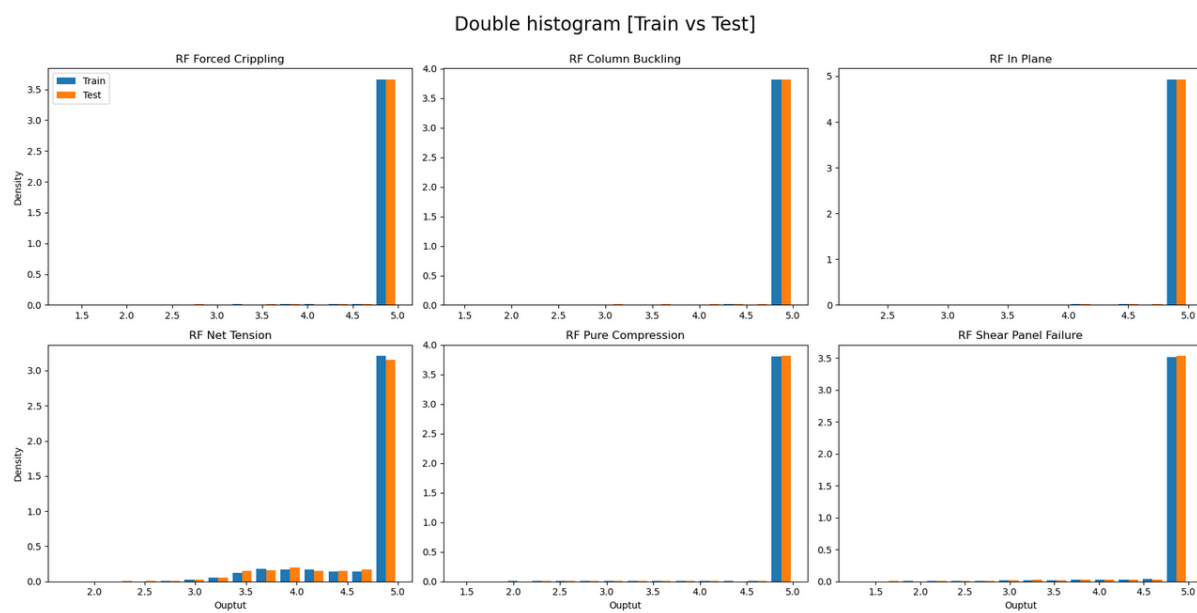 Double histogram [Train vs Test]
RF Forced Crippling
Train
Test
Density
3.5
3.0
2.5
2.0
1.5
1.0
0.5
0.0
1.5 2.0 2.5 3.0 3.5 4.0 4.5 5.0
RF Column Buckling
4.0
3.5
3.0
2.5
2.0
1.5
1.0
0.5
0.0
1.5 2.0 2.5 3.0 3.5 4.0 4.5 5.0
RF In Plane
5
4
3
2
1
0
2.5 3.0 3.5 4.0 4.5 5.0
RF Net Tension
Density
3.0
2.5
2.0
1.5
1.0
0.5
0.0
2.0 2.5 3.0 3.5 4.0 4.5 5.0
Ouptut
RF Pure Compression
4.0
3.5
3.0
2.5
2.0
1.5
1.0
0.5
0.0
1.5 2.0 2.5 3.0 3.5 4.0 4.5 5.0
Ouptut
RF Shear Panel Failure
3.5
3.0
2.5
2.0
1.5
1.0
0.5
0.0
1.5 2.0 2.5 3.0 3.5 4.0 4.5 5.0
Ouptut